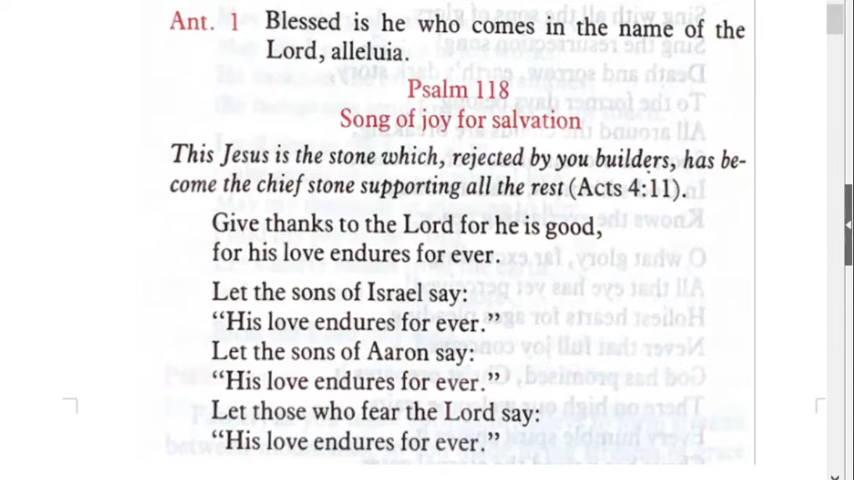 Ant. 1 Blessed is he who comes in the name of the
Lord, alleluia.
Psalm 118
Song of joy for salvation
This Jesus is the stone which, rejected by you builders, has be-
come the chief stone supporting all the rest (Acts 4:11).
Give thanks to the Lord for he is good,
for his love endures for ever.
Let the sons of Israel say:
“His love endures for ever.”
Let the sons of Aaron say:
“His love endures for ever.”
Let those who fear the Lord say:
“His love endures for ever.”